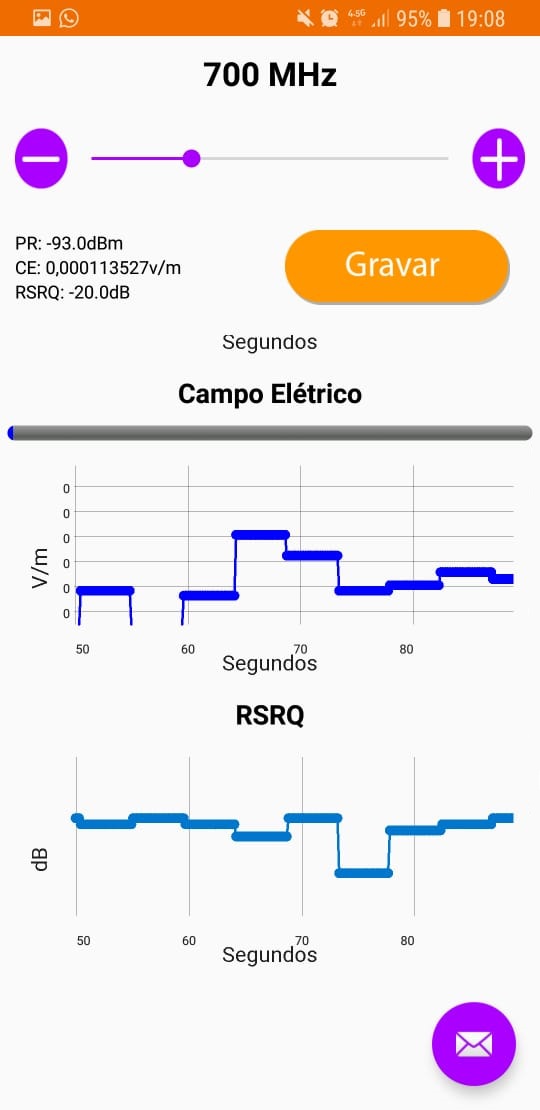 4.5G 95% 19:08
700 MHz
PR: -93.0dBm
CE: 0,000113527v/m
RSRQ: -20.0dB
Gravar
Segundos
Campo Elétrico
V/m
0
0
0
0
0
0
50 60 70 80
Segundos
RSRQ
dB
50 60 70 80
Segundos